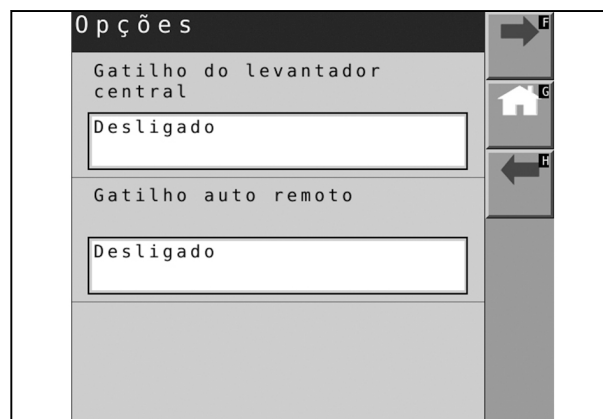 Opções
F
Gatilho do levantador
central
G
Desligado
H
Gatilho auto remoto
Desligado